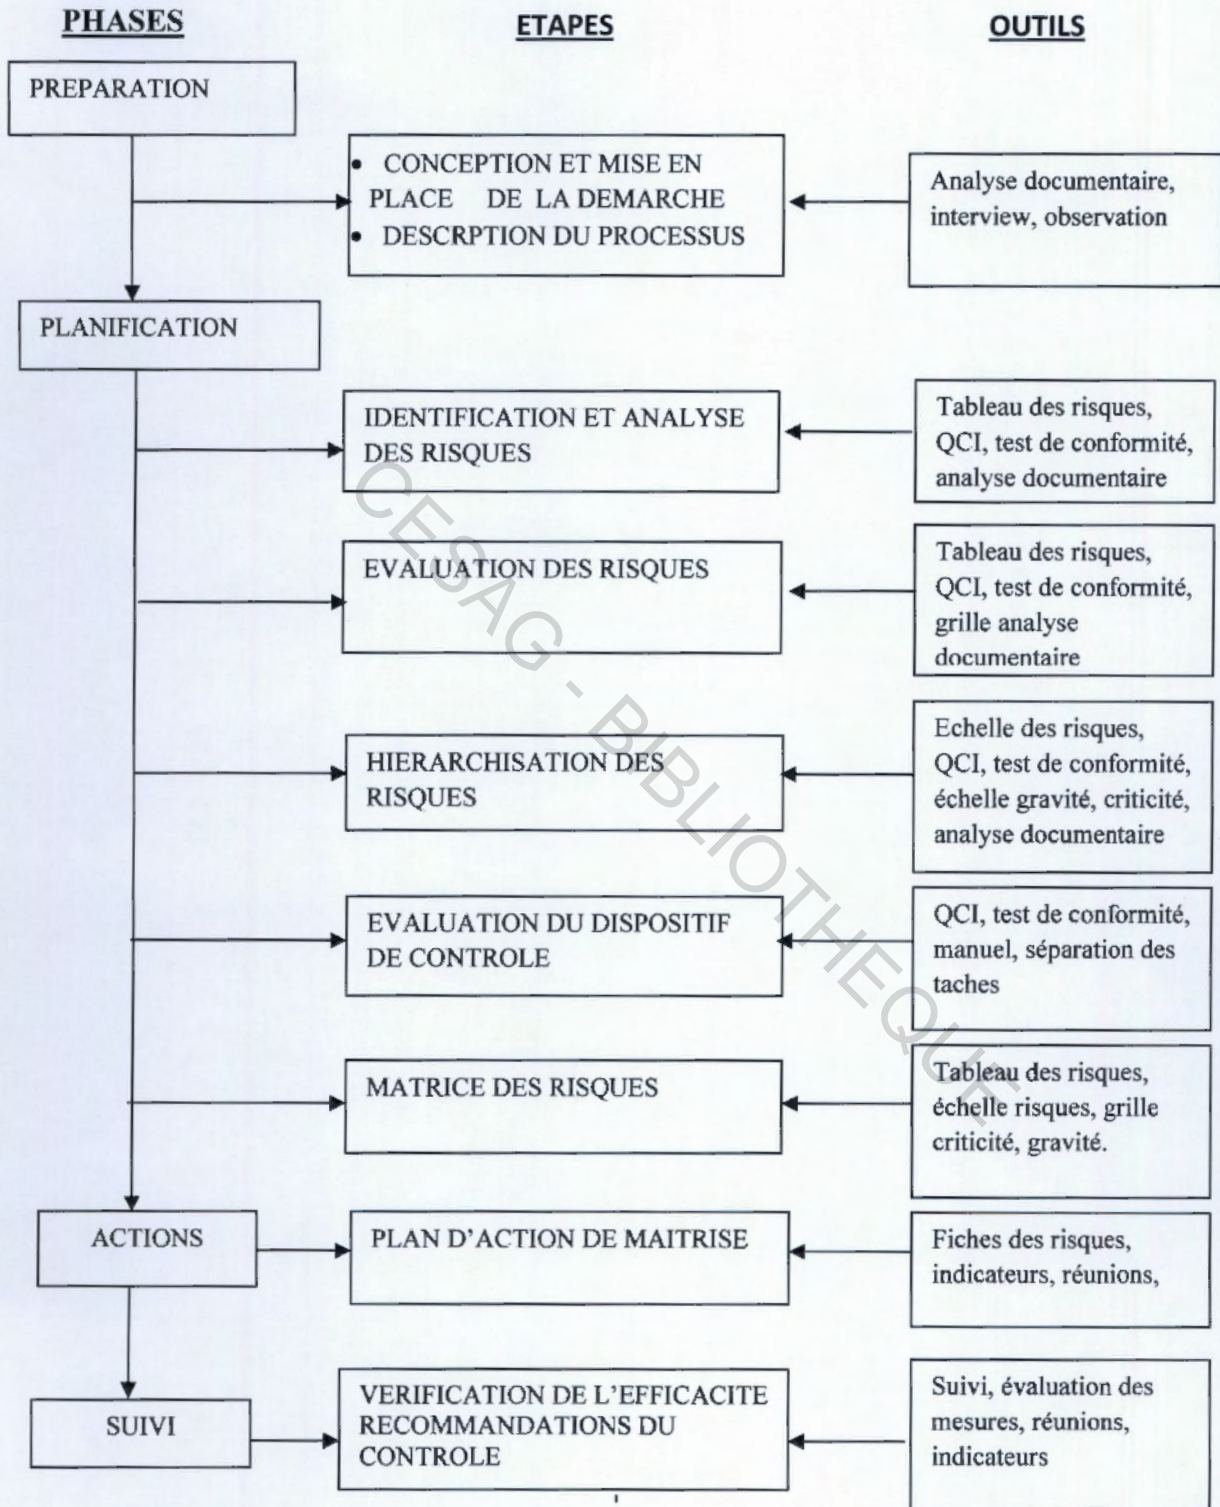 PHASES
ETAPES
OUTILS
PREPARATION
• CONCEPTION ET MISE EN
PLACE DE LA DEMARCHE
• DESCRPTION DU PROCESSUS
Analyse documentaire,
interview, observation
PLANIFICATION
IDENTIFICATION ET ANALYSE
DES RISQUES
Tableau des risques,
QCI, test de conformité,
analyse documentaire
EVALUATION DES RISQUES
Tableau des risques,
QCI, test de conformité,
grille analyse
documentaire
HIERARCHISATION DES
RISQUES
Echelle des risques,
QCI, test de conformité,
échelle gravité, criticité,
analyse documentaire
EVALUATION DU DISPOSITIF
DE CONTROLE
QCI, test de conformité,
manuel, séparation des
taches
MATRICE DES RISQUES
Tableau des risques,
échelle risques, grille
criticité, gravité.
ACTIONS
PLAN D'ACTION DE MAITRISE
Fiches des risques,
indicateurs, réunions,
SUIVI
VERIFICATION DE L'EFFICACITE
RECOMMANDATIONS DU
CONTROLE
Suivi, évaluation des
mesures, réunions,
indicateurs
CESAG - BIBLIOTHEQUE